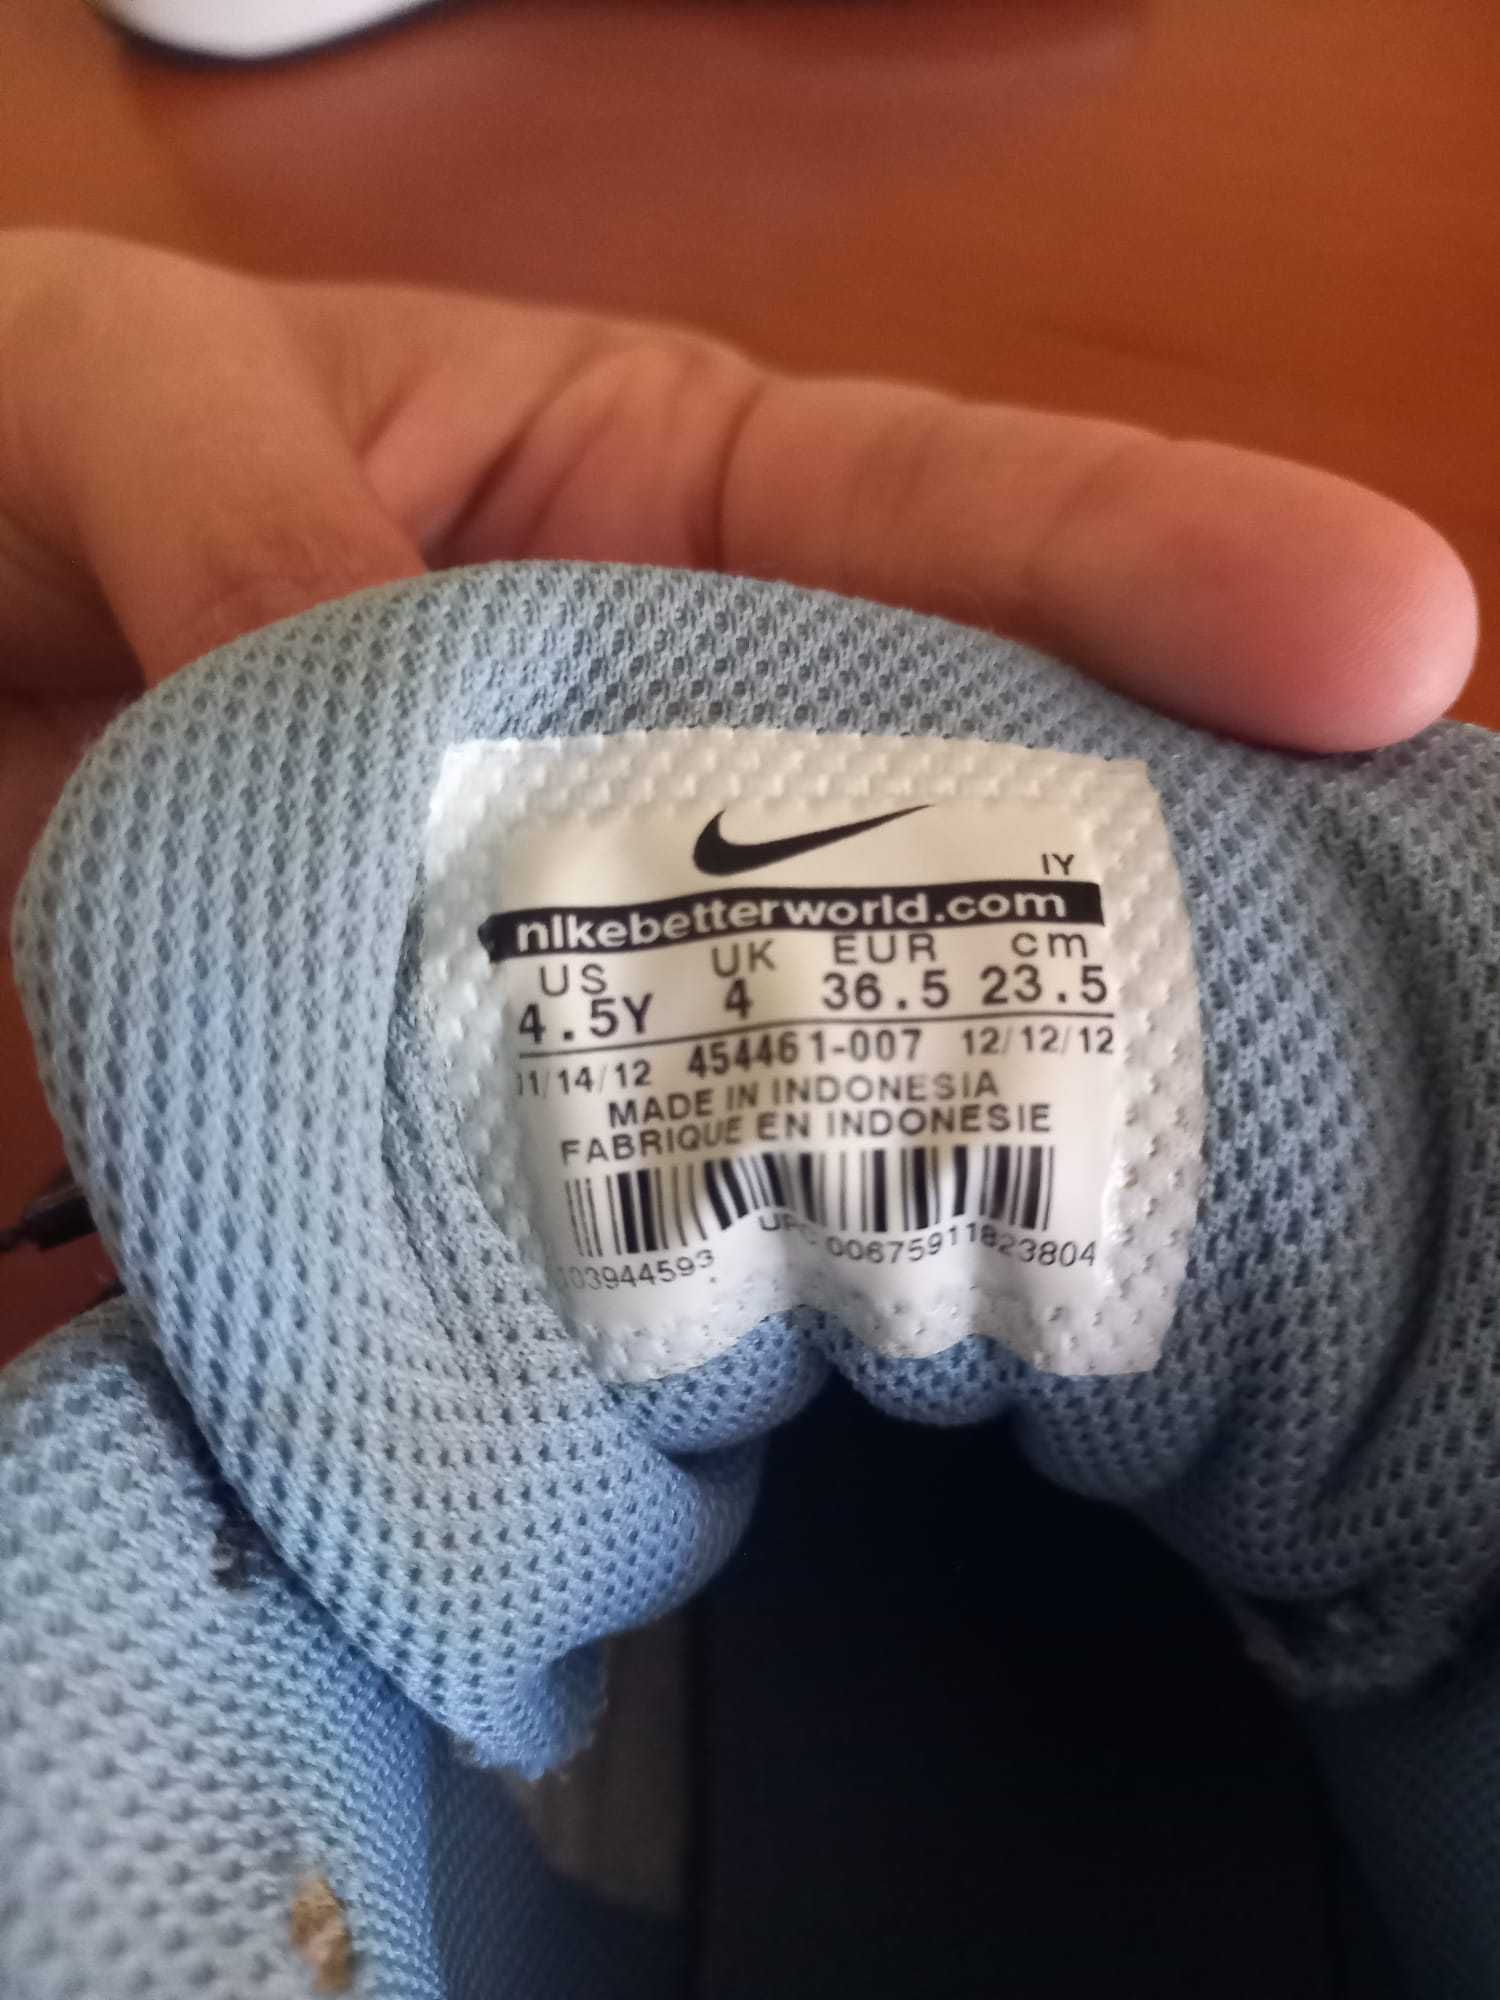 IY
nikebetterworld.com
US UK EUR cm
4.5Y 4 36.5 23.5
11/14/12 454461-007 12/12/12
MADE IN INDONESIA
FABRIQUE EN INDONESIE
UPC 00675911823804